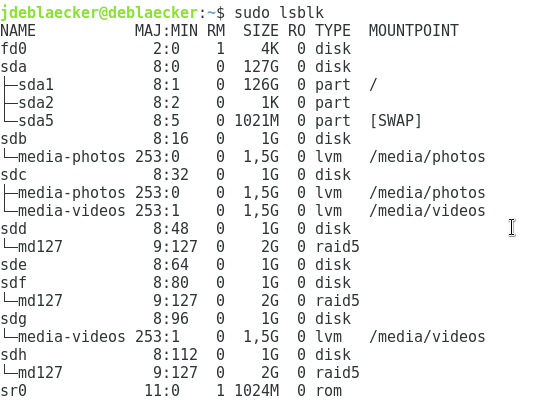 jdeblaecker@deblaecker:~$ sudo lsblk
NAME           MAJ:MIN RM  SIZE RO TYPE  MOUNTPOINT
fd0              2:0    1    4K  0 disk
sda              8:0    0  127G  0 disk
├─sda1           8:1    0  126G  0 part  /
├─sda2           8:2    0    1K  0 part
└─sda5           8:5    0 1021M  0 part  [SWAP]
sdb              8:16   0    1G  0 disk
└─media-photos 253:0    0  1,5G  0 lvm   /media/photos
sdc              8:32   0    1G  0 disk
├─media-photos 253:0    0  1,5G  0 lvm   /media/photos
└─media-videos 253:1    0  1,5G  0 lvm   /media/videos
sdd              8:48   0    1G  0 disk
└─md127          9:127  0    2G  0 raid5
sde              8:64   0    1G  0 disk
sdf              8:80   0    1G  0 disk
└─md127          9:127  0    2G  0 raid5
sdg              8:96   0    1G  0 disk
└─media-videos 253:1    0  1,5G  0 lvm   /media/videos
sdh              8:112  0    1G  0 disk
└─md127          9:127  0    2G  0 raid5
sr0             11:0    1 1024M  0 rom